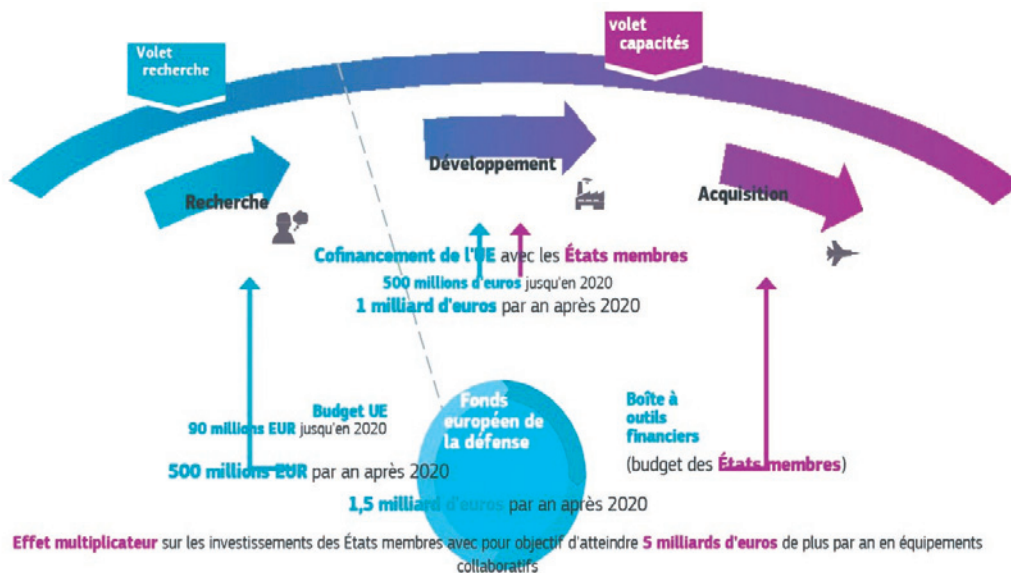 Volet
recherche
volet
capacités
Développement
Recherche
Acquisition
Cofinancement de l'UE avec les États membres
500 millions d'euros jusqu'en 2020
1 milliard d'euros par an après 2020
Budget UE
90 millions EUR jusqu'en 2020
500 millions EUR par an après 2020
Fonds
européen de
la défense
1,5 milliard d'euros par an après 2020
Boîte à
outils
financiers
(budget des États membres)
Effet multiplicateur sur les investissements des États membres avec pour objectif d'atteindre 5 milliards d'euros de plus par an en équipements
collaboratifs